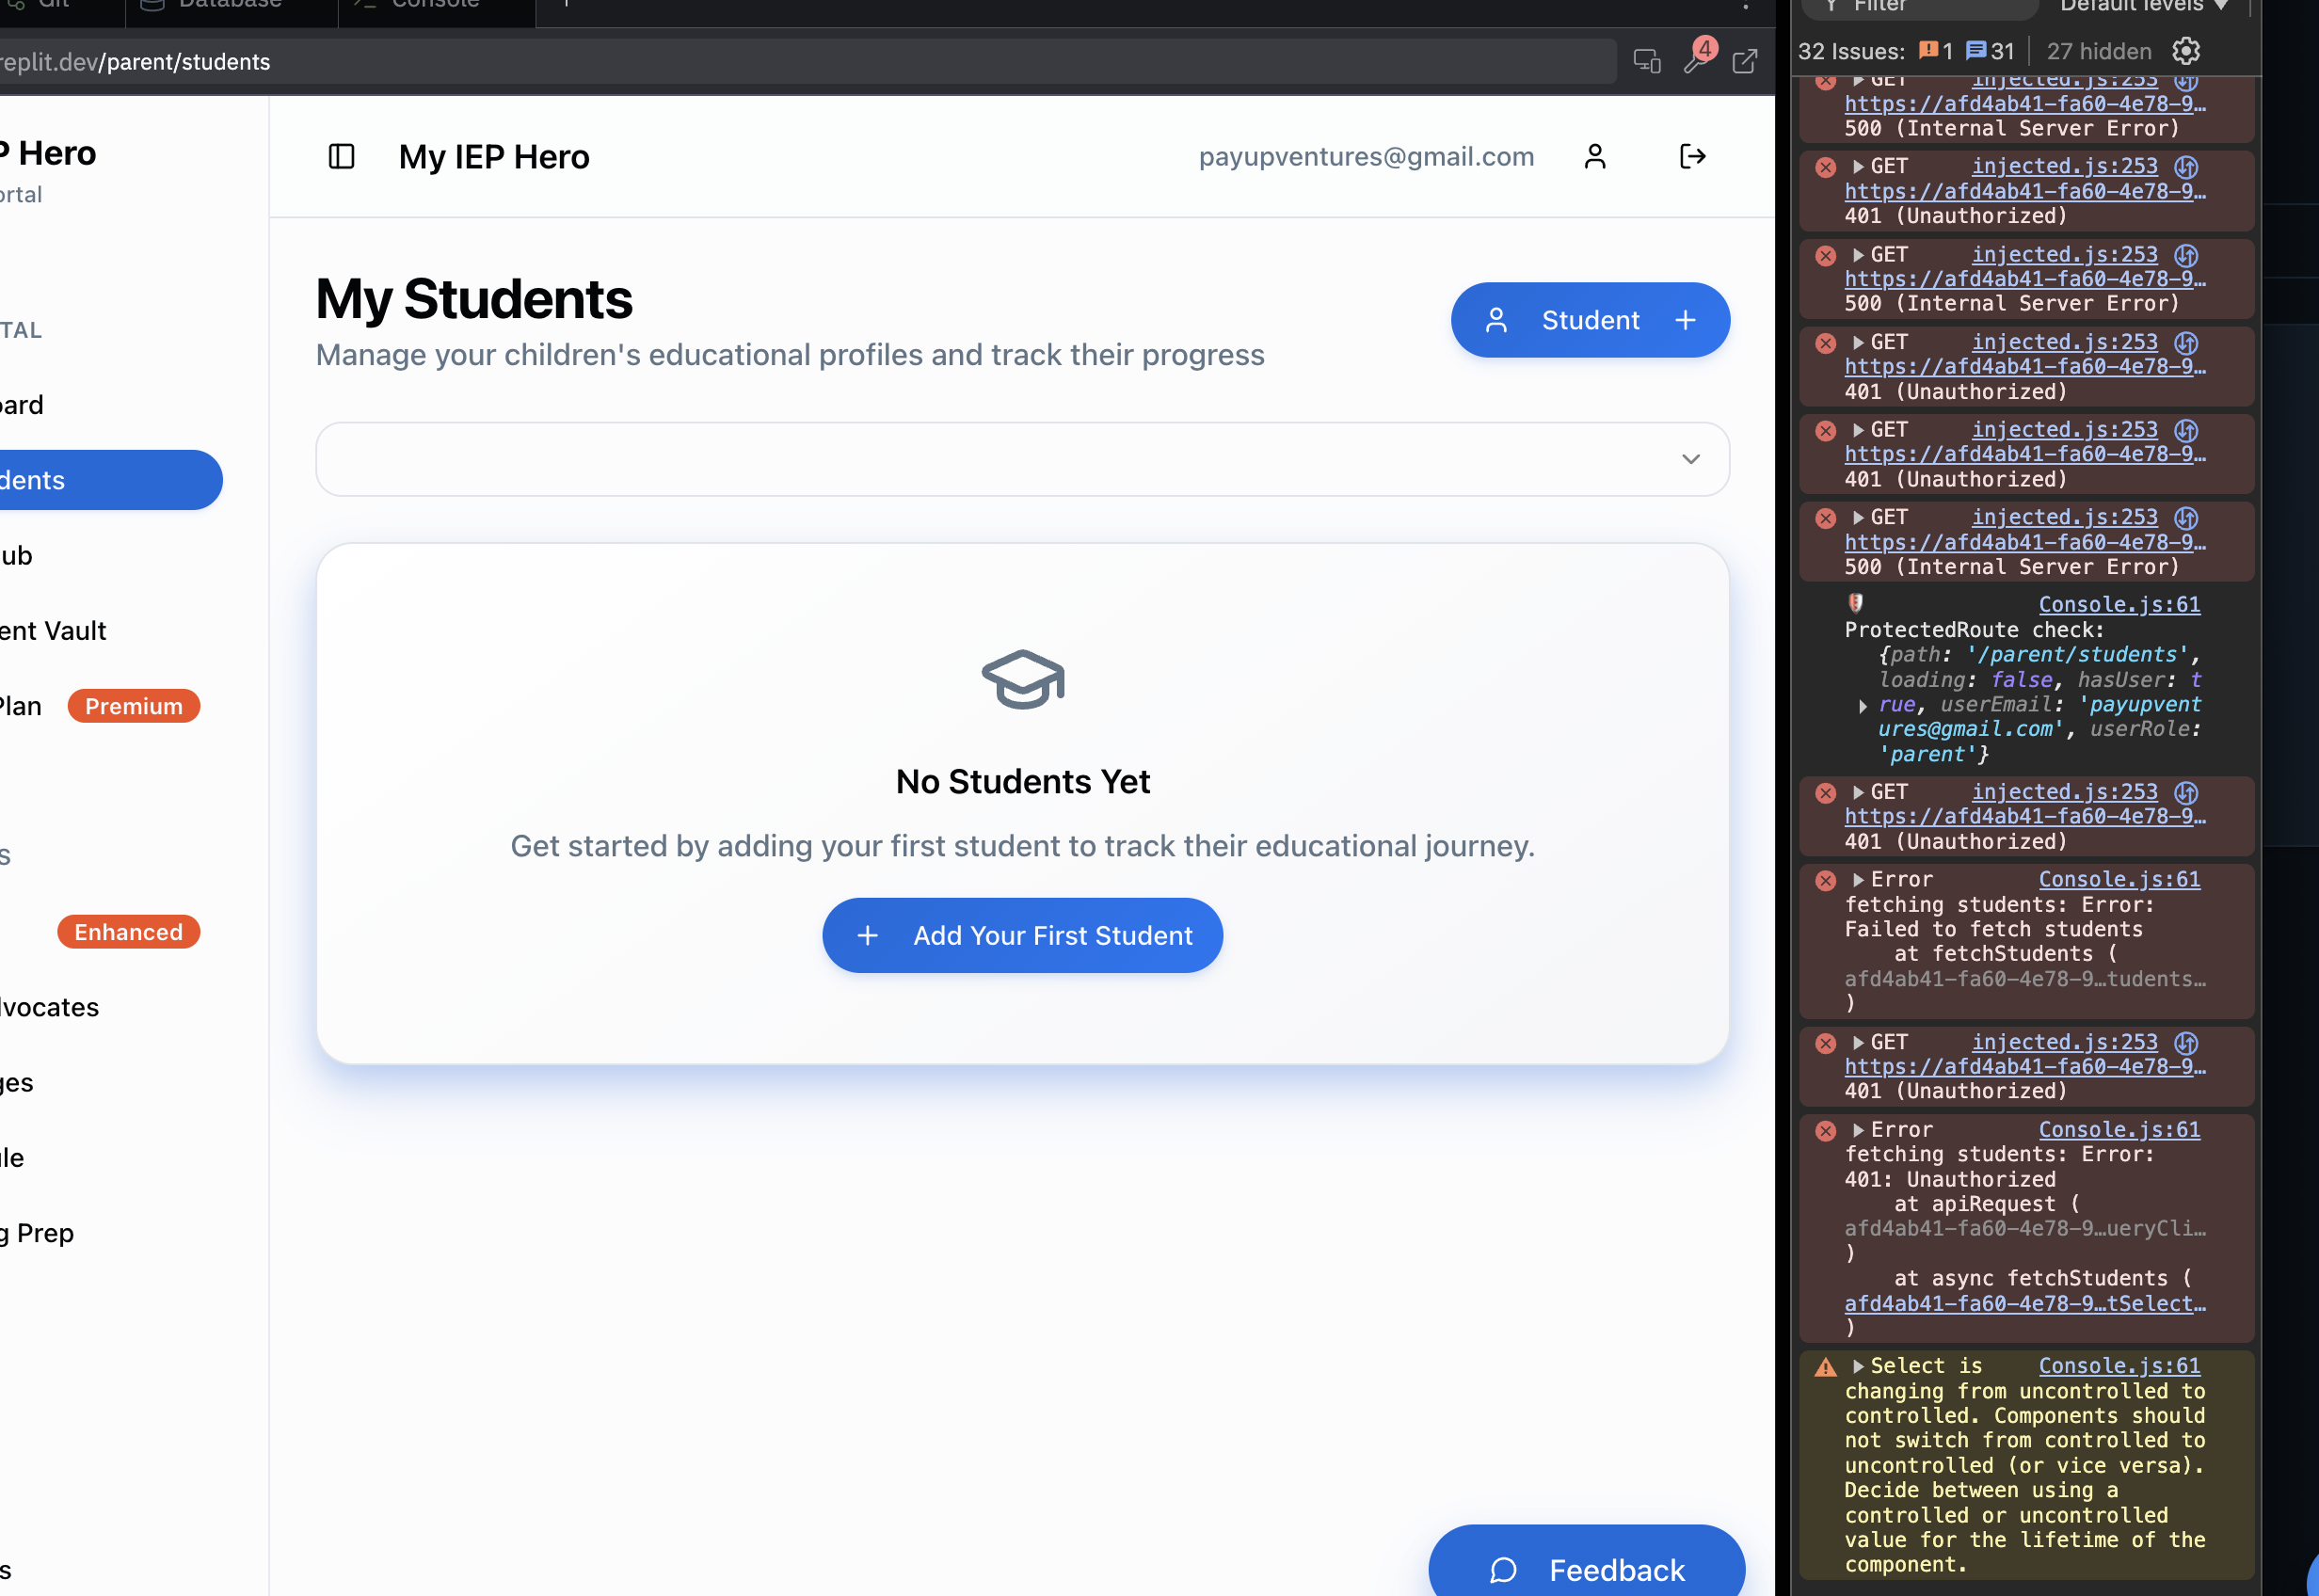 Git
Database
Console
Filter
Default levels
replit.dev/parent/students
4
32 Issues: 1 31 27 hidden
P Hero
ortal
TAL
oard
dents
ub
ent Vault
Plan Premium
S
Enhanced
dvocates
ges
ule
g Prep
s
My IEP Hero
payupventures@gmail.com
My Students
Manage your children's educational profiles and track their progress
Student
No Students Yet
Get started by adding your first student to track their educational journey.
Add Your First Student
Feedback
GET injected.js:253
https://afd4ab41-fa60-4e78-9…
500 (Internal Server Error)
GET injected.js:253
https://afd4ab41-fa60-4e78-9…
401 (Unauthorized)
GET injected.js:253
https://afd4ab41-fa60-4e78-9…
500 (Internal Server Error)
GET injected.js:253
https://afd4ab41-fa60-4e78-9…
401 (Unauthorized)
GET injected.js:253
https://afd4ab41-fa60-4e78-9…
401 (Unauthorized)
GET injected.js:253
https://afd4ab41-fa60-4e78-9…
500 (Internal Server Error)
Console.js:61
ProtectedRoute check:
{path: '/parent/students',
loading: false, hasUser: t
rue, userEmail: 'payupvent
ures@gmail.com', userRole:
'parent'}
GET injected.js:253
https://afd4ab41-fa60-4e78-9…
401 (Unauthorized)
Error Console.js:61
fetching students: Error:
Failed to fetch students
at fetchStudents (
afd4ab41-fa60-4e78-9…tudents…
)
GET injected.js:253
https://afd4ab41-fa60-4e78-9…
401 (Unauthorized)
Error Console.js:61
fetching students: Error:
401: Unauthorized
at apiRequest (
afd4ab41-fa60-4e78-9…ueryCli…
)
at async fetchStudents (
afd4ab41-fa60-4e78-9…tSelect…
)
Select is Console.js:61
changing from uncontrolled to
controlled. Components should
not switch from controlled to
uncontrolled (or vice versa).
Decide between using a
controlled or uncontrolled
value for the lifetime of the
component.